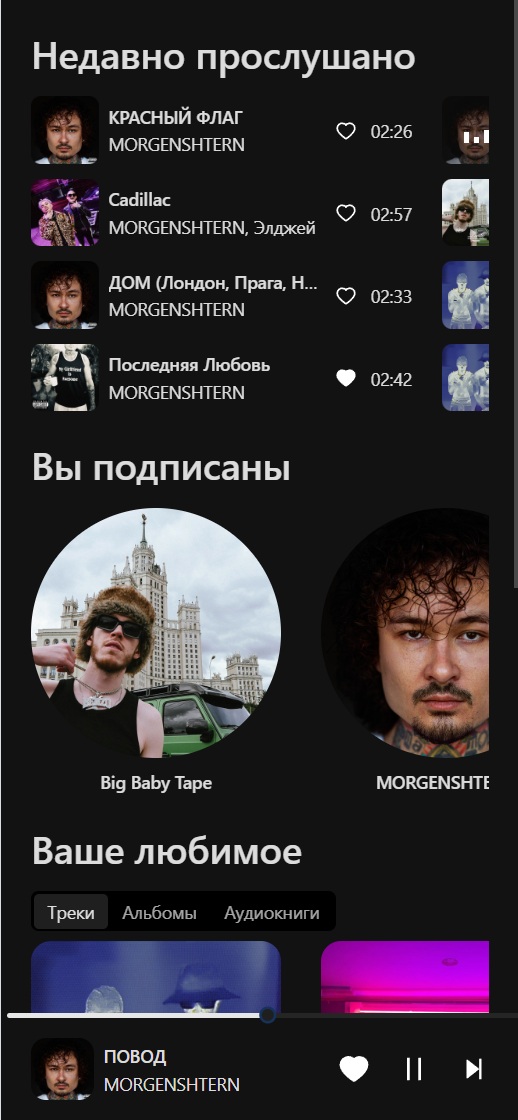 Недавно прослушано
КРАСНЫЙ ФЛАГ
MORGENSHTERN
02:26
Cadillac
MORGENSHTERN, Элджей
02:57
ДОМ (Лондон, Прага, Н...
MORGENSHTERN
02:33
Последняя Любовь
MORGENSHTERN
02:42
Вы подписаны
Big Baby Tape
MORGENSHTE
Ваше любимое
Треки
Альбомы
Аудиокниги
ПОВОД
MORGENSHTERN